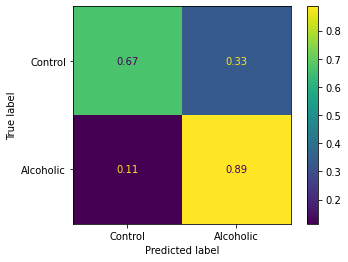 Control
0.67 0.33
Alcoholic
0.11 0.89
Control Alcoholic
Predicted label
True label
0.8
0.7
0.6
0.5
0.4
0.3
0.2